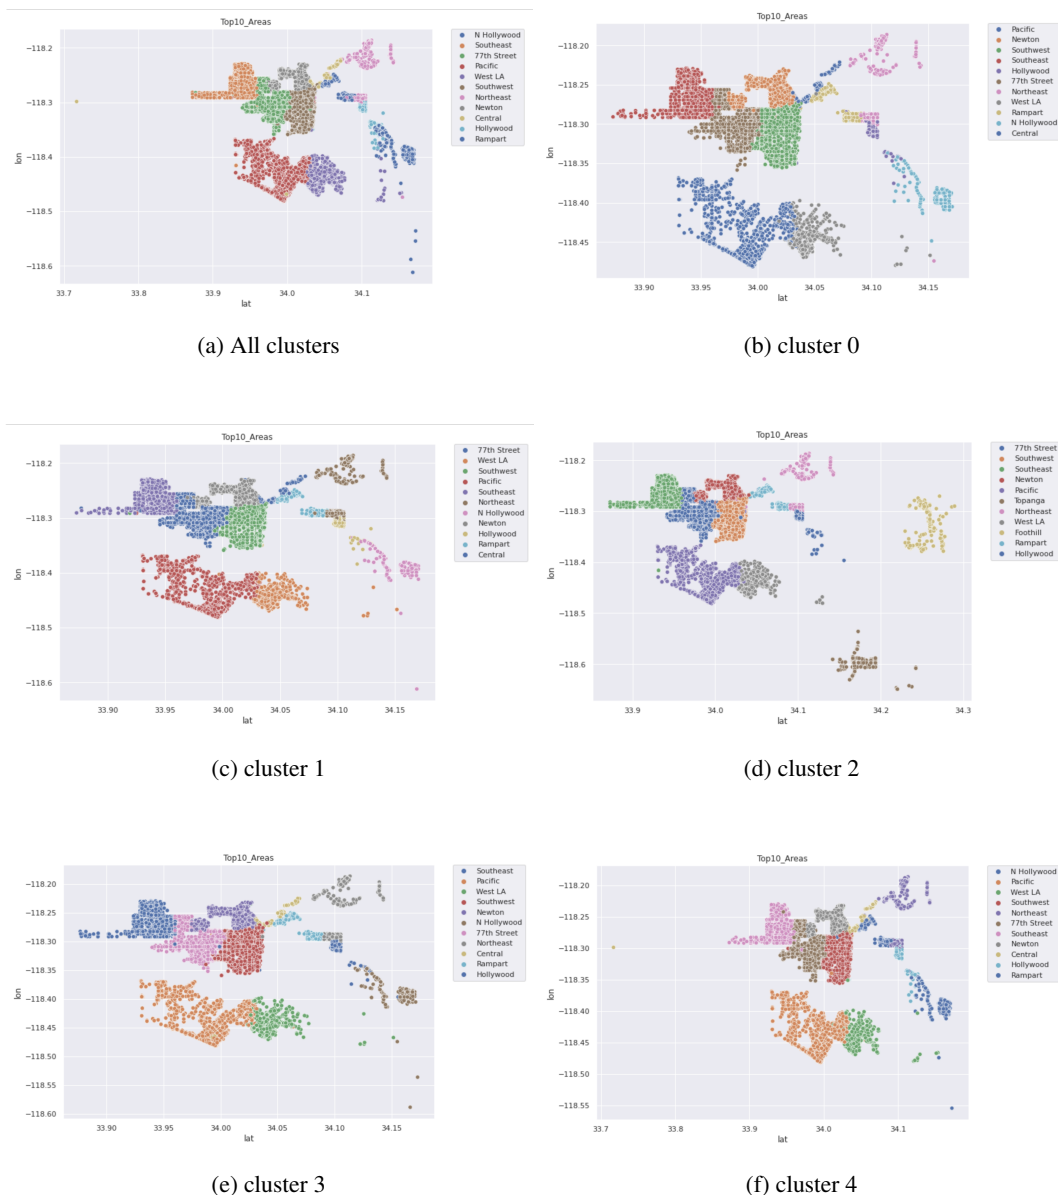 Top10_Areas
−118.2
−118.3
−118.4
−118.5
−118.6
lon
33.7 33.8 33.9 34.0 34.1
lat
N Hollywood
Southeast
77th Street
Pacific
West LA
Southwest
Northeast
Newton
Central
Hollywood
Rampart
(a) All clusters
Top10_Areas
−118.20
−118.25
−118.30
−118.35
−118.40
−118.45
lon
33.90 33.95 34.00 34.05 34.10 34.15
lat
Pacific
Newton
Southwest
Southeast
Hollywood
77th Street
Northeast
West LA
Rampart
N Hollywood
Central
(b) cluster 0
Top10_Areas
−118.2
−118.3
−118.4
−118.5
−118.6
lon
33.90 33.95 34.00 34.05 34.10 34.15
lat
77th Street
West LA
Southwest
Pacific
Southeast
Northeast
N Hollywood
Newton
Hollywood
Rampart
Central
(c) cluster 1
Top10_Areas
−118.2
−118.3
−118.4
−118.5
−118.6
lon
33.9 34.0 34.1 34.2 34.3
lat
77th Street
Southwest
Southeast
Newton
Pacific
Topanga
Northeast
West LA
Foothill
Rampart
Hollywood
(d) cluster 2
Top10_Areas
−118.20
−118.25
−118.30
−118.35
−118.40
−118.45
−118.50
−118.55
−118.60
lon
33.90 33.95 34.00 34.05 34.10 34.15
lat
Southeast
Pacific
West LA
Southwest
Newton
N Hollywood
77th Street
Northeast
Central
Rampart
Hollywood
(e) cluster 3
Top10_Areas
−118.20
−118.25
−118.30
−118.35
−118.40
−118.45
−118.50
−118.55
lon
33.7 33.8 33.9 34.0 34.1
lat
N Hollywood
Pacific
West LA
Southwest
Northeast
77th Street
Southeast
Newton
Central
Hollywood
Rampart
(f) cluster 4